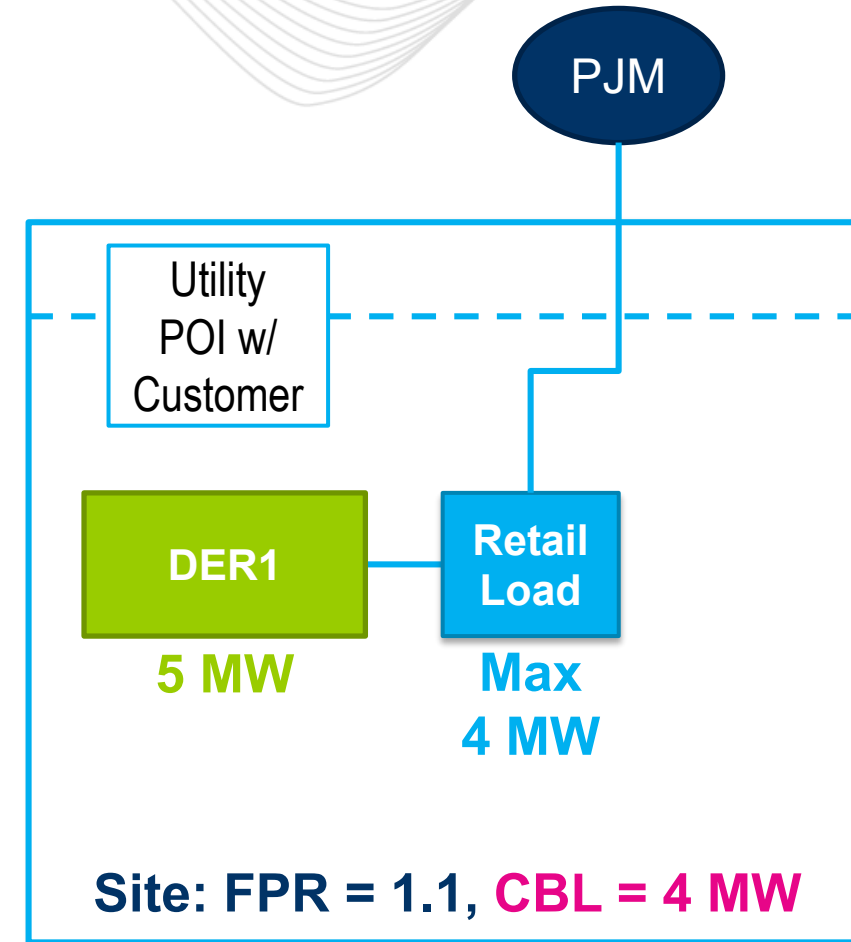 PJM
Utility
POI w/
Customer
DER1
Retail
Load
5 MW
Max
4 MW
Site: FPR = 1.1, CBL = 4 MW